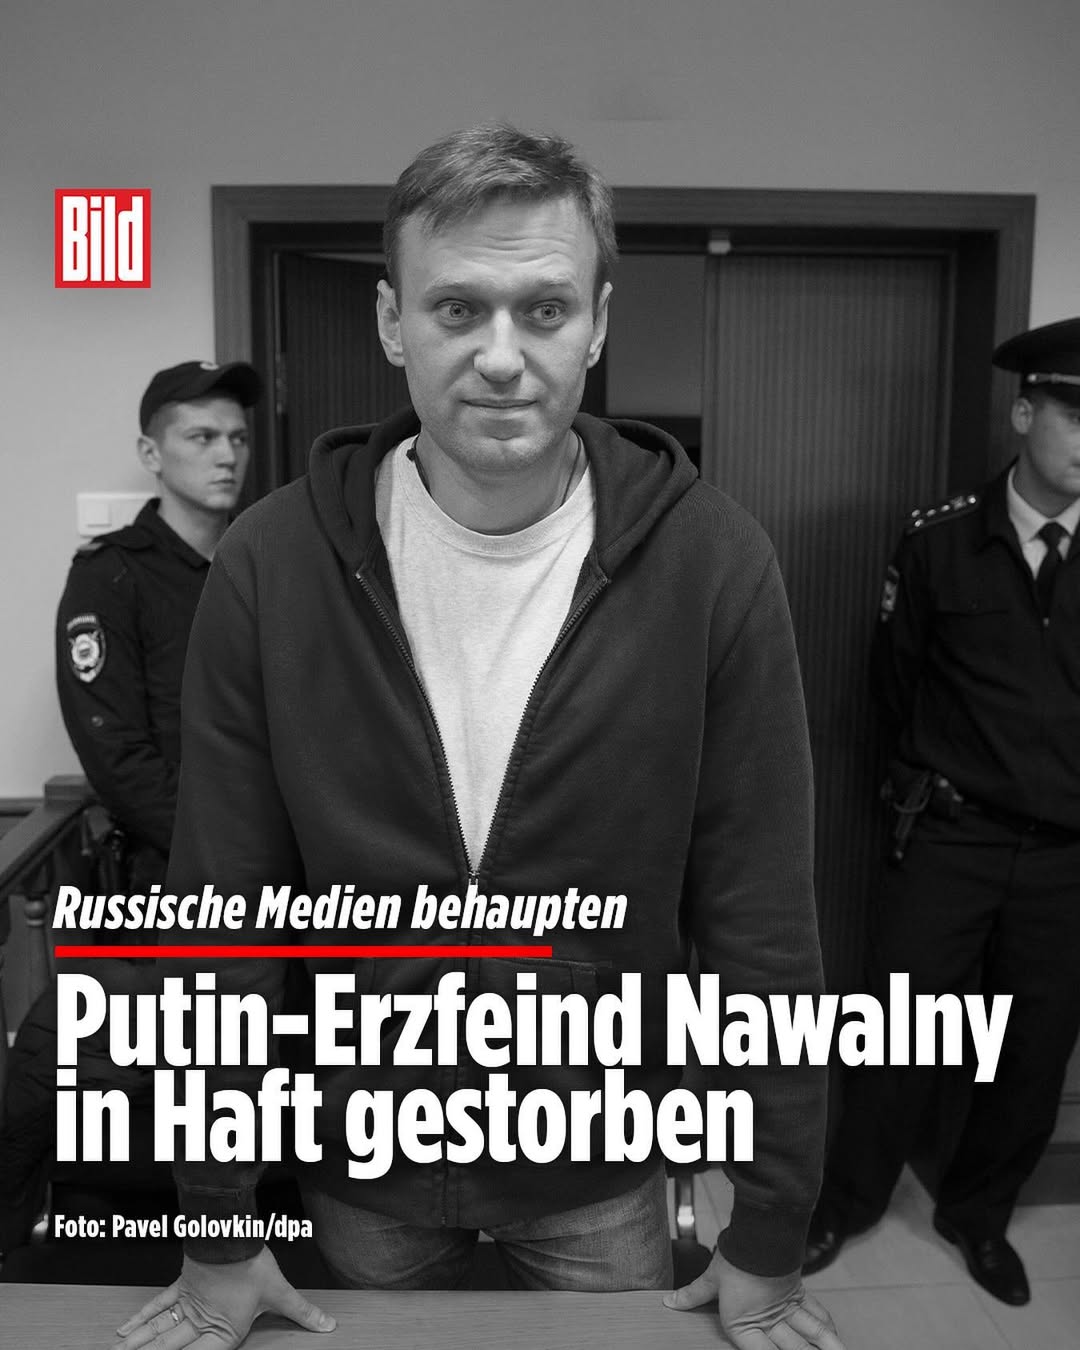 Bild
Russische Medien behaupten
Putin-Erzfeind Nawalny
in Haft gestorben
Foto: Pavel Golovkin/dpa